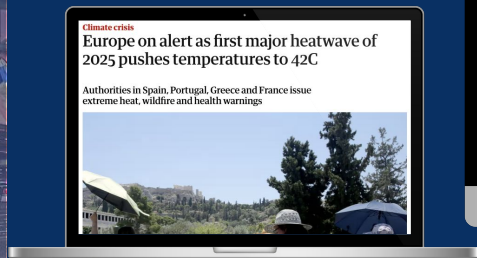 Climate crisis
Europe on alert as first major heatwave of
2025 pushes temperatures to 42C
Authorities in Spain, Portugal, Greece and France issue
extreme heat, wildfire and health warnings